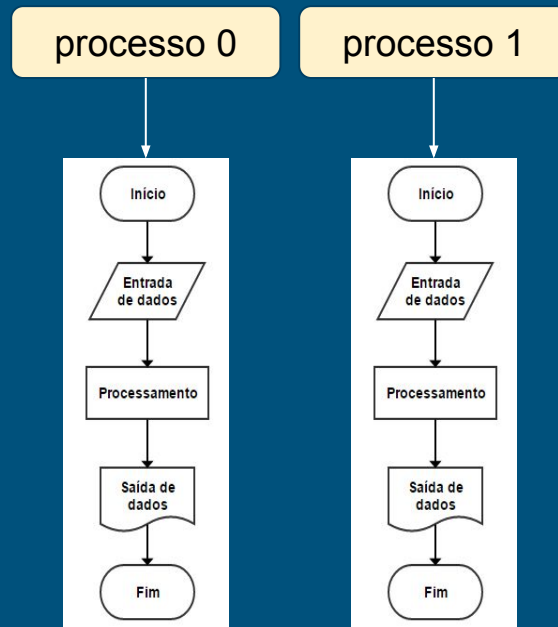 processo 0
processo 1
Início
Entrada
de dados
Processamento
Saída de
dados
Fim
Início
Entrada
de dados
Processamento
Saída de
dados
Fim